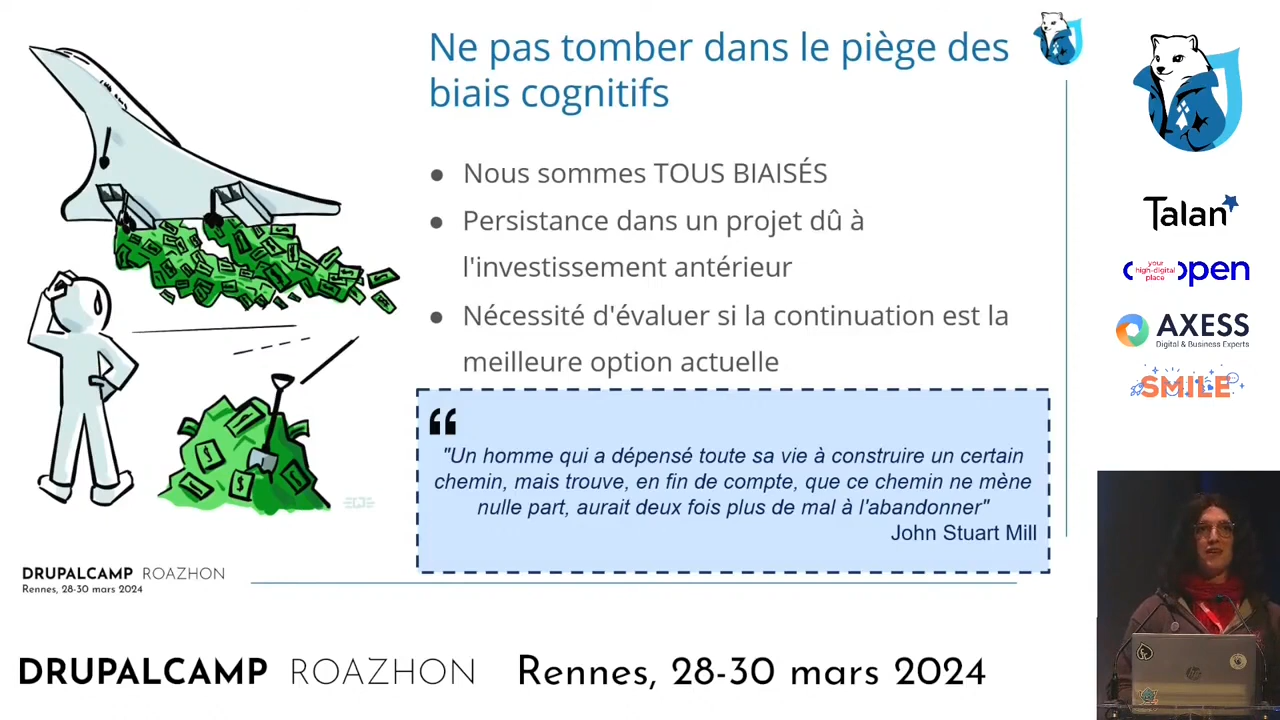 Ne pas tomber dans le piège des
biais cognitifs
● Nous sommes TOUS BIAISÉS
● Persistance dans un projet dû à
l'investissement antérieur
● Nécessité d'évaluer si la continuation est la
meilleure option actuelle
"Un homme qui a dépensé toute sa vie à construire un certain
chemin, mais trouve, en fin de compte, que ce chemin ne mène
nulle part, aurait deux fois plus de mal à l'abandonner"
John Stuart Mill
DRUPALCAMP ROAZHON
Rennes, 28-30 mars 2024
Talan
your
high-digital
place
open
AXESS
Digital & Business Experts
SMILE
DRUPALCAMP ROAZHON Rennes, 28-30 mars 2024